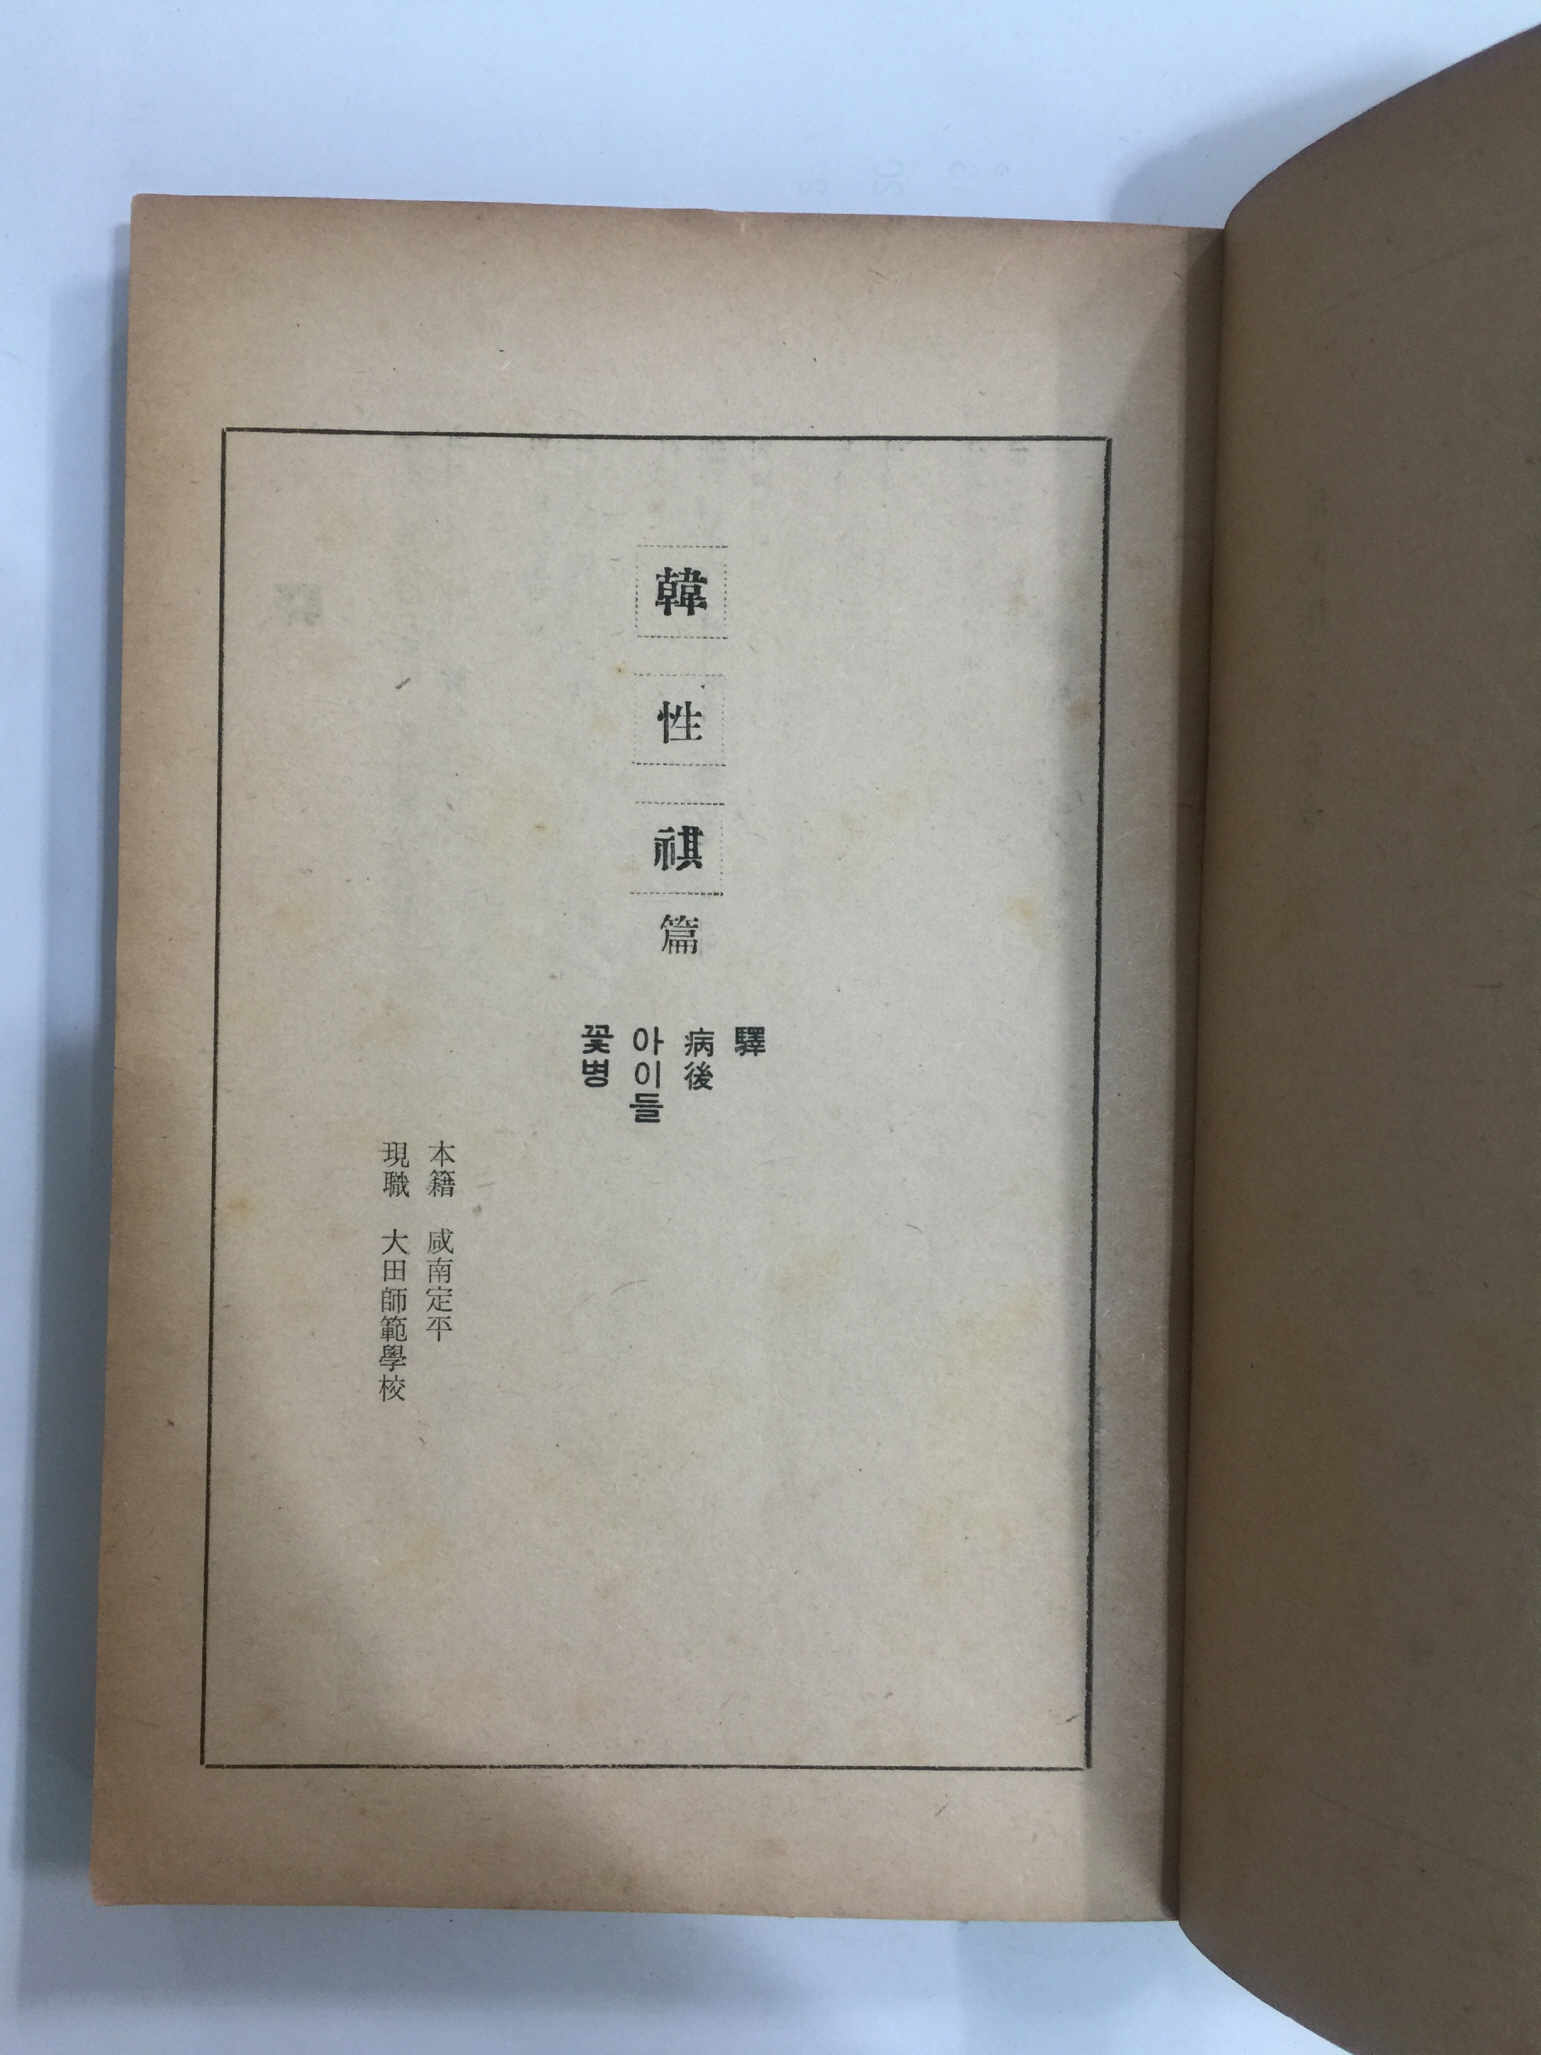 韓性祺篇
驛
病後
아이들
꽃병
本籍 咸南定平
現職 大田師範學校